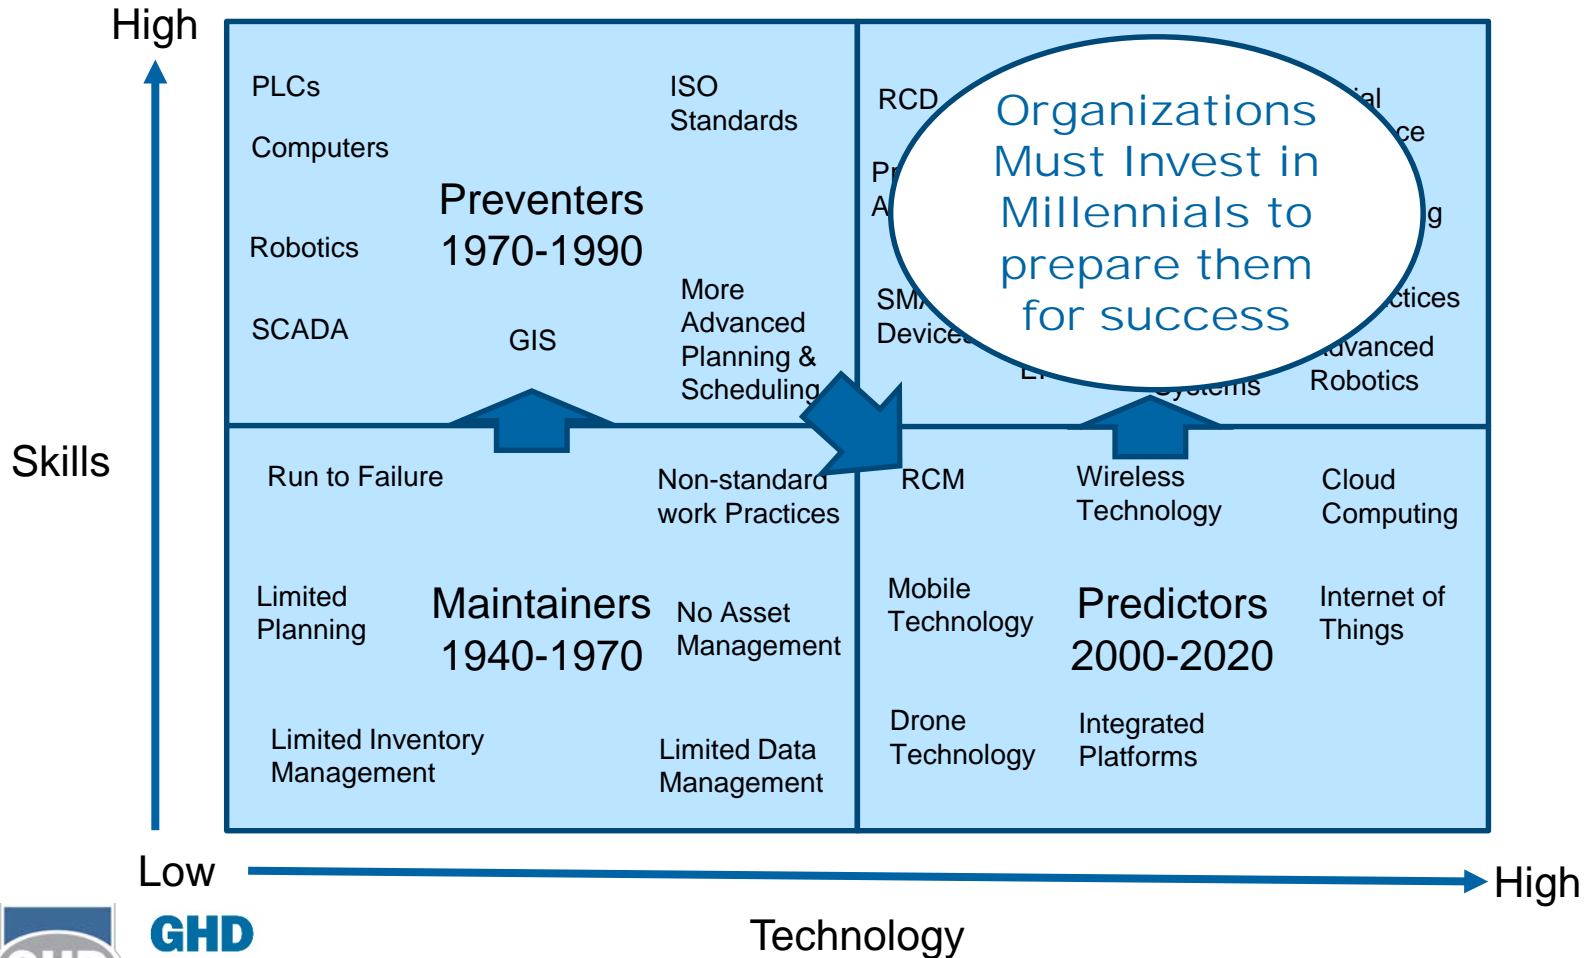 High
PLCs
Computers
Robotics
SCADA
Preventers
1970-1990
GIS
ISO
Standards
More
Advanced
Planning &
Scheduling
RCD
Devices
Organizations
Must Invest in
Millennials to
prepare them
for success
Advanced
Robotics
Systems
Skills
Run to Failure
Non-standard
work Practices
Limited
Planning
Maintainers
1940-1970
No Asset
Management
Limited Inventory
Management
Limited Data
Management
RCM
Wireless
Technology
Cloud
Computing
Mobile
Technology
Predictors
2000-2020
Internet of
Things
Drone
Technology
Integrated
Platforms
Low
High
Technology
GHD